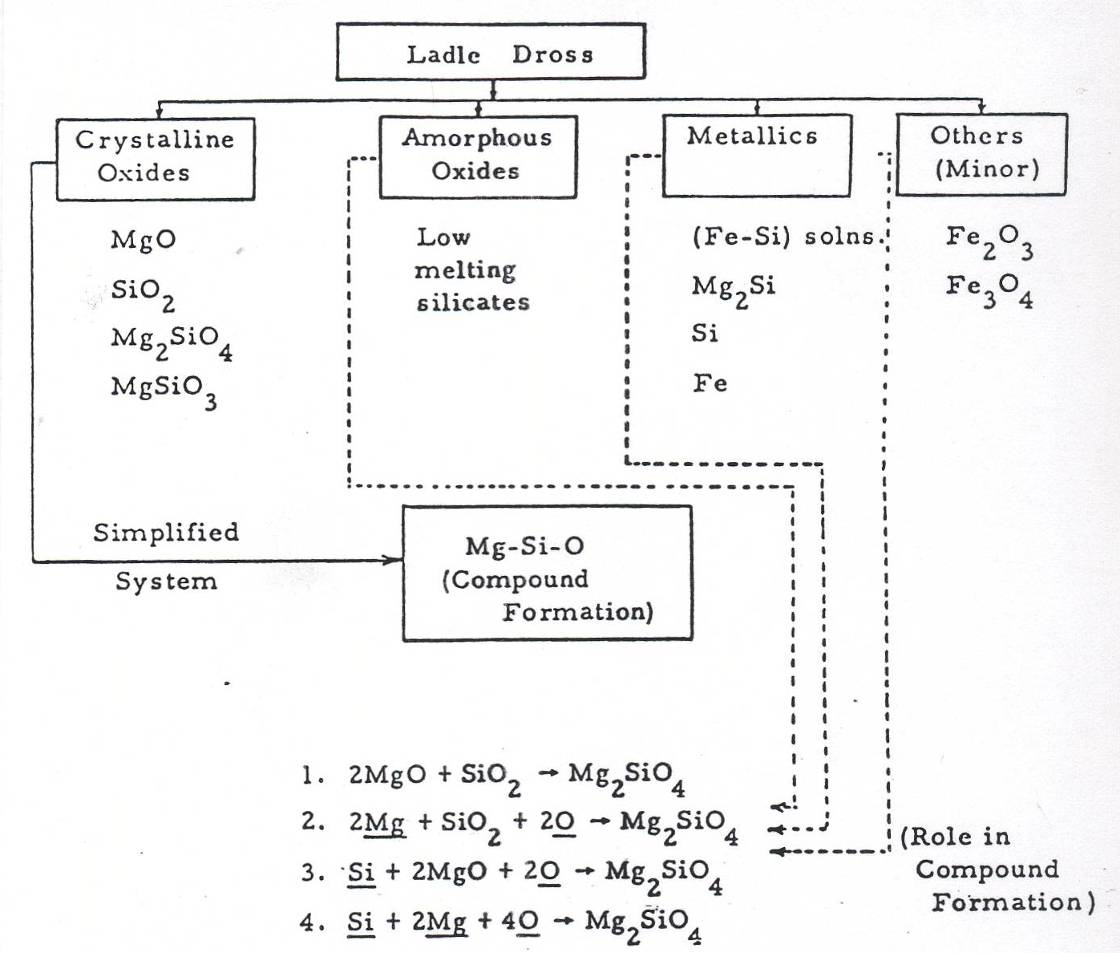 Ladle Dross
Crystalline
Oxides
MgO
SiO₂
Mg₂SiO₄
MgSiO₃
Amorphous
Oxides
Low
melting
silicates
Metallics
(Fe-Si) solns.
Mg₂Si
Si
Fe
Others
(Minor)
Fe₂O₃
Fe₃O₄
Simplified
System
Mg-Si-O
(Compound
Formation)
1. 2MgO + SiO₂ → Mg₂SiO₄
2. 2Mg + SiO₂ + 2O → Mg₂SiO₄
3. Si + 2MgO + 2O → Mg₂SiO₄
4. Si + 2Mg + 4O → Mg₂SiO₄
(Role in
Compound
Formation)